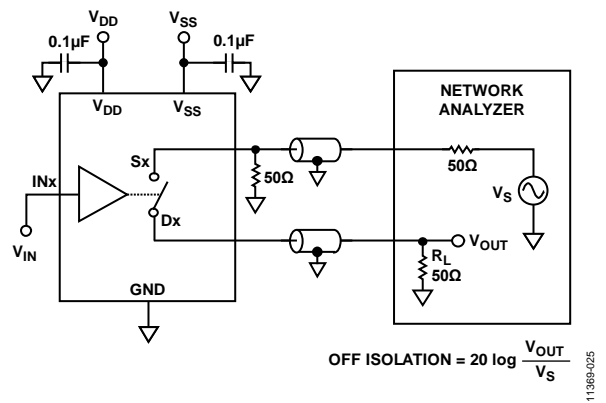 VDD
VSS
0.1µF
0.1µF
VDD
VSS
NETWORK
ANALYZER
Sx
INx
50Ω
50Ω
VS
Dx
VIN
VOUT
RL
50Ω
GND
OFF ISOLATION = 20 log VOUT/VS
11369-025